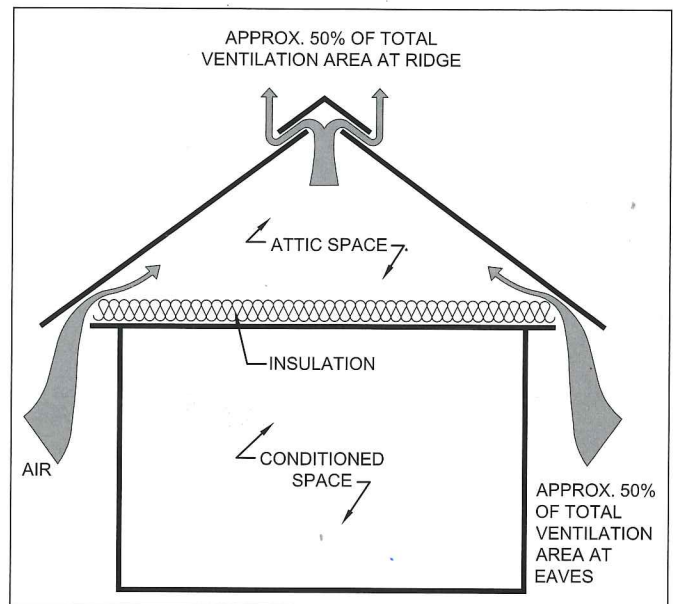 APPROX. 50% OF TOTAL
VENTILATION AREA AT RIDGE
ATTIC SPACE
INSULATION
CONDITIONED
SPACE
AIR
APPROX. 50%
OF TOTAL
VENTILATION
AREA AT
EAVES